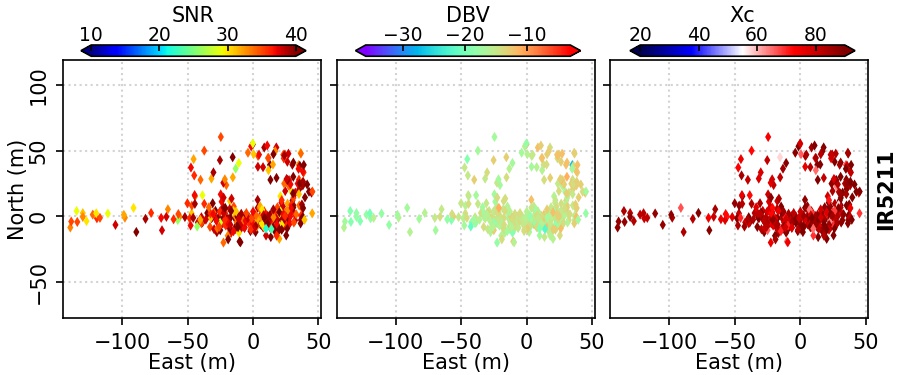 SNR DBV Xc
10 20 30 40 −30 −20 −10 20 40 60 80
100
50
0
−50
North (m)
−100 −50 0 50 −100 −50 0 50 −100 −50 0 50
East (m) East (m) East (m)
IR5211